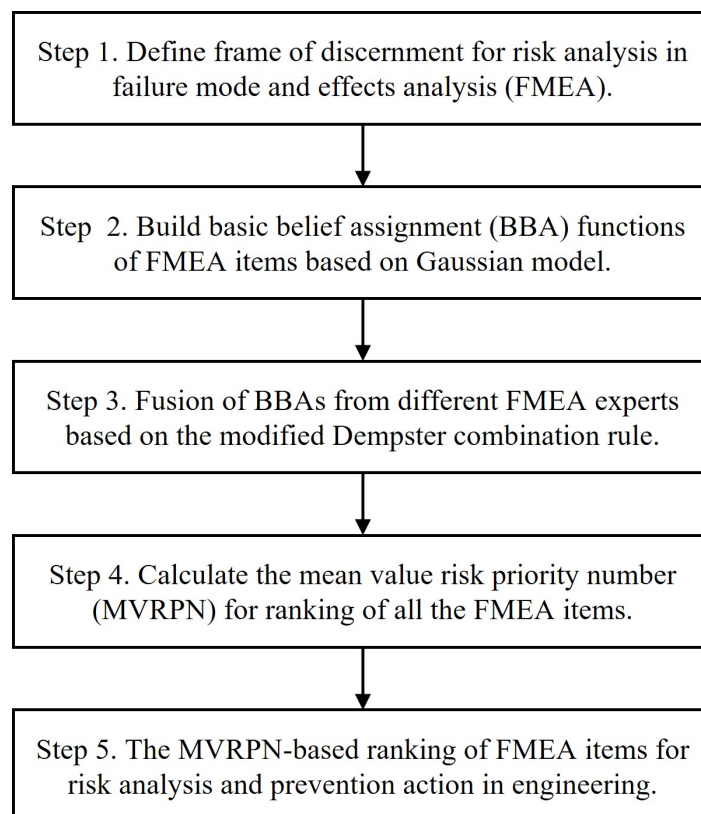 Step 1. Define frame of discernment for risk analysis in
failure mode and effects analysis (FMEA).
Step 2. Build basic belief assignment (BBA) functions
of FMEA items based on Gaussian model.
Step 3. Fusion of BBAs from different FMEA experts
based on the modified Dempster combination rule.
Step 4. Calculate the mean value risk priority number
(MVRPN) for ranking of all the FMEA items.
Step 5. The MVRPN-based ranking of FMEA items for
risk analysis and prevention action in engineering.